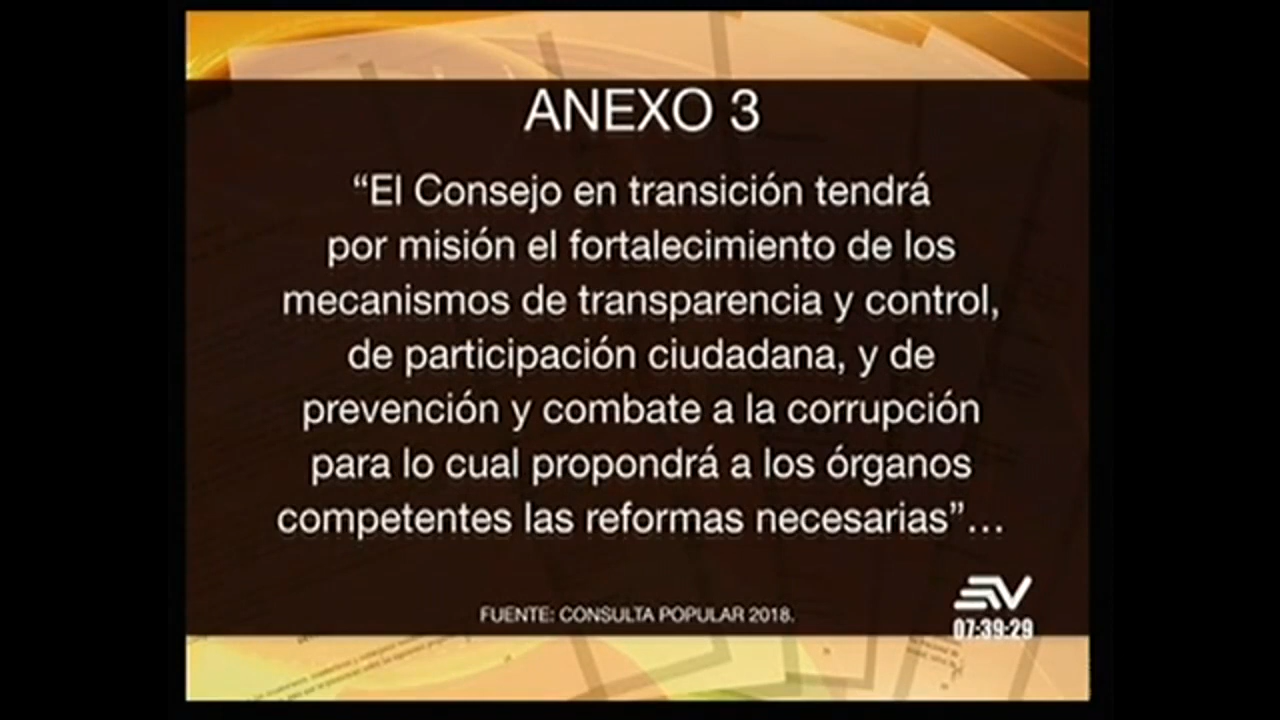 ANEXO 3
“El Consejo en transición tendrá
por misión el fortalecimiento de los
mecanismos de transparencia y control,
de participación ciudadana, y de
prevención y combate a la corrupción
para lo cual propondrá a los órganos
competentes las reformas necesarias”...
FUENTE: CONSULTA POPULAR 2018.
07:39:29